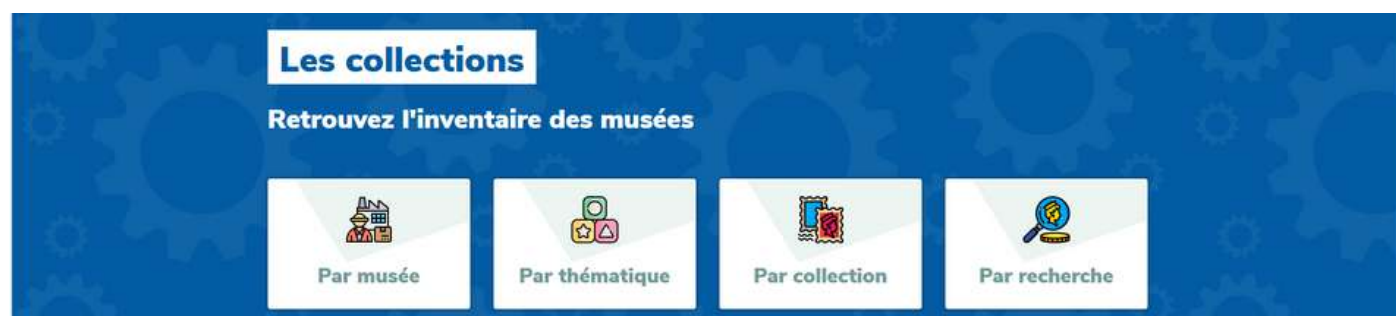 Les collections
Retrouvez l'inventaire des musées
Par musée
Par thématique
Par collection
Par recherche